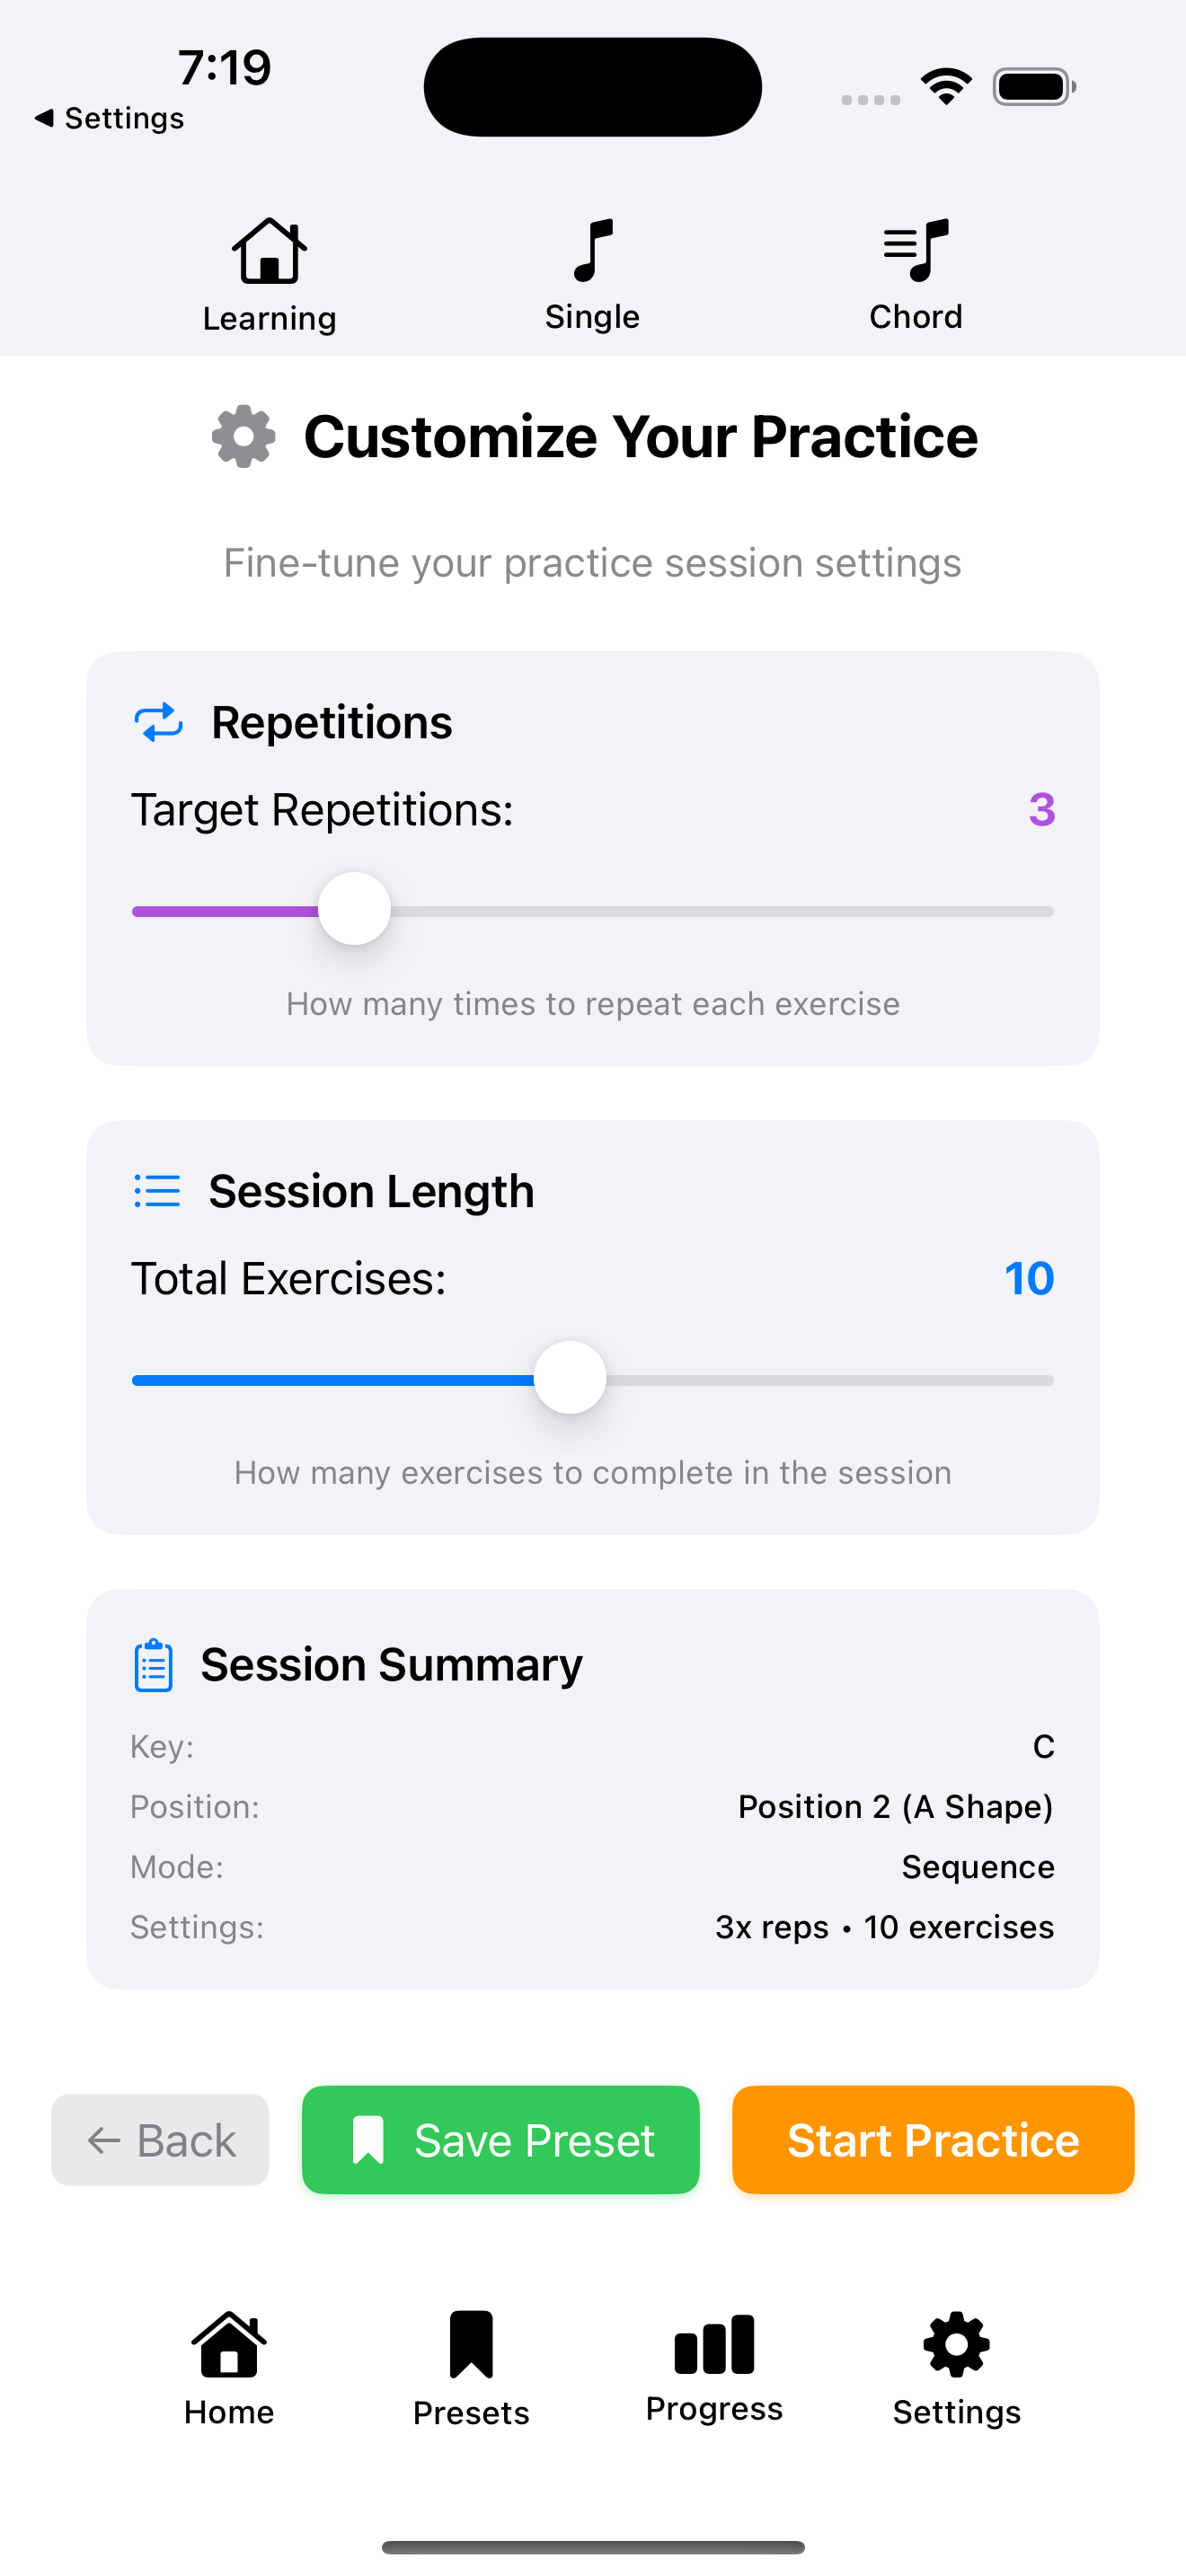 7:19
◀ Settings
Learning
Single
Chord
Customize Your Practice
Fine-tune your practice session settings
Repetitions
Target Repetitions: 3
How many times to repeat each exercise
Session Length
Total Exercises: 10
How many exercises to complete in the session
Session Summary
Key: C
Position: Position 2 (A Shape)
Mode: Sequence
Settings: 3x reps • 10 exercises
← Back
Save Preset
Start Practice
Home
Presets
Progress
Settings